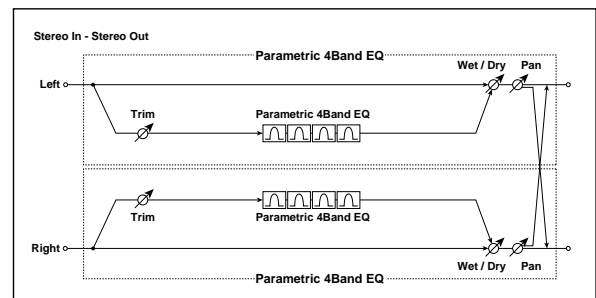 Stereo In - Stereo Out
Parametric 4Band EQ
Wet / Dry Pan
Left
Trim Parametric 4Band EQ
Trim Parametric 4Band EQ
Right
Wet / Dry Pan
Parametric 4Band EQ